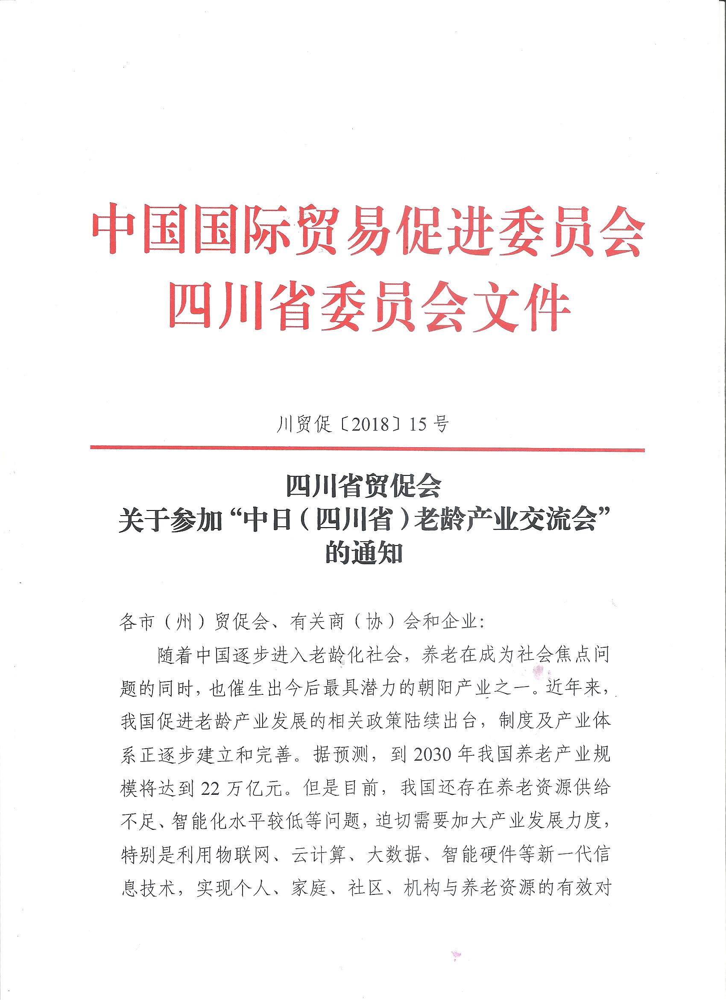 中国国际贸易促进委员会
四川省委员会文件
川贸促〔2018〕15 号
四川省贸促会
关于参加“中日（四川省）老龄产业交流会”
的通知
各市（州）贸促会、有关商（协）会和企业：
随着中国逐步进入老龄化社会，养老在成为社会焦点问
题的同时，也催生出今后最具潜力的朝阳产业之一。近年来，
我国促进老龄产业发展的相关政策陆续出台，制度及产业体
系正逐步建立和完善。据预测，到 2030 年我国养老产业规
模将达到 22 万亿元。但是目前，我国还存在养老资源供给
不足、智能化水平较低等问题，迫切需要加大产业发展力度，
特别是利用物联网、云计算、大数据、智能硬件等新一代信
息技术，实现个人、家庭、社区、机构与养老资源的有效对